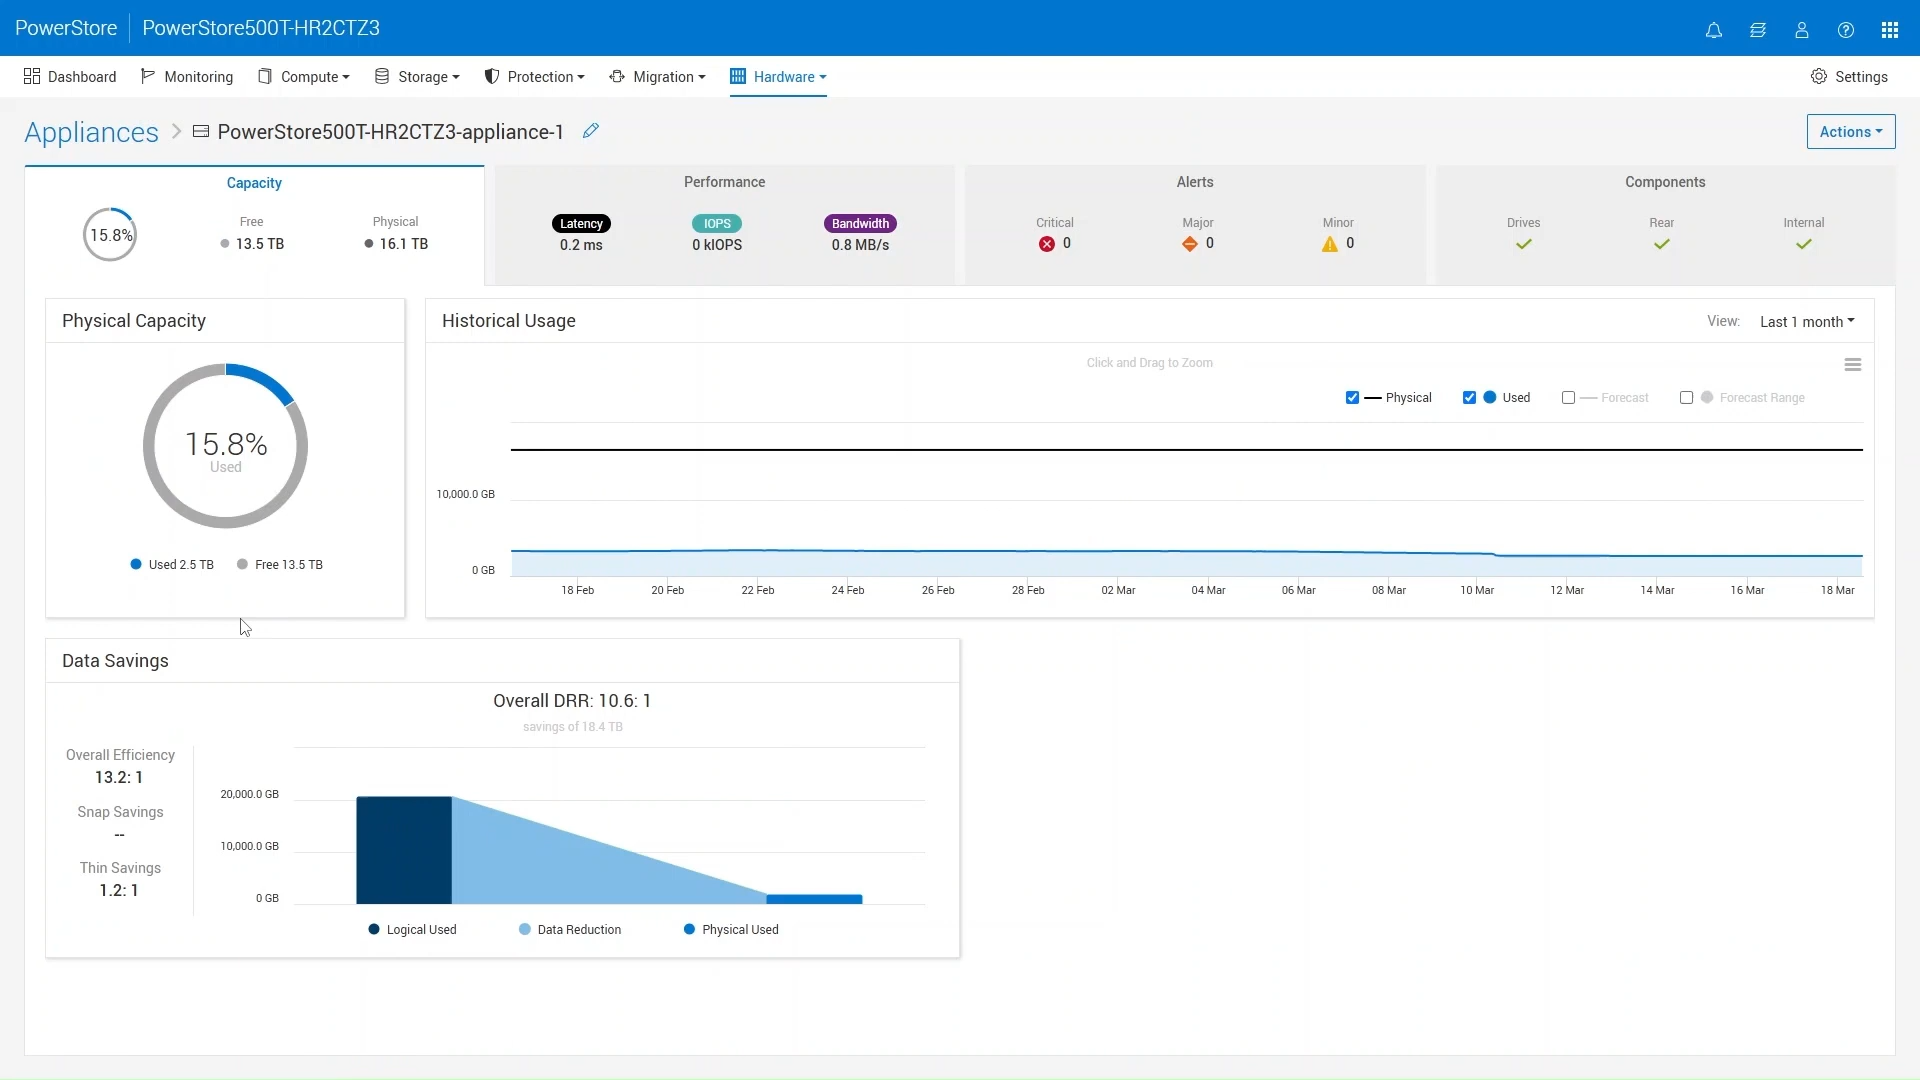 PowerStore PowerStore500T-HR2CTZ3
Dashboard Monitoring Compute Storage Protection Migration Hardware Settings
Appliances > PowerStore500T-HR2CTZ3-appliance-1 Actions
Capacity
15.8%
Free
13.5 TB
Physical
16.1 TB
Performance
Latency
0.2 ms
IOPS
0 kIOPS
Bandwidth
0.8 MB/s
Alerts
Critical
0
Major
0
Minor
0
Components
Drives
Rear
Internal
Physical Capacity
15.8%
Used
Used 2.5 TB Free 13.5 TB
Historical Usage
View: Last 1 month
Click and Drag to Zoom
Physical Used Forecast Forecast Range
10,000.0 GB
0 GB
18 Feb 20 Feb 22 Feb 24 Feb 26 Feb 28 Feb 02 Mar 04 Mar 06 Mar 08 Mar 10 Mar 12 Mar 14 Mar 16 Mar 18 Mar
Data Savings
Overall DRR: 10.6: 1
savings of 18.4 TB
Overall Efficiency
13.2: 1
Snap Savings
--
Thin Savings
1.2: 1
20,000.0 GB
10,000.0 GB
0 GB
Logical Used Data Reduction Physical Used